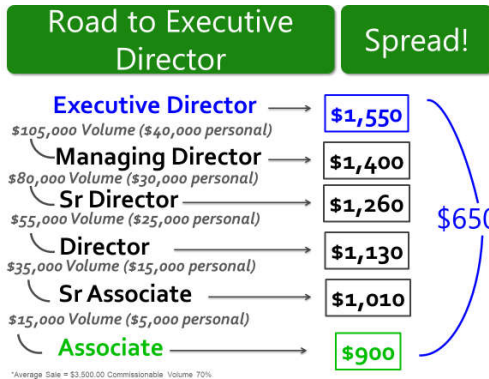 Road to Executive
Director
Spread!
Executive Director
$1,550
$105,000 Volume ($40,000 personal)
Managing Director
$1,400
$80,000 Volume ($30,000 personal)
Sr Director
$1,260
$55,000 Volume ($25,000 personal)
$650
Director
$1,130
$35,000 Volume ($15,000 personal)
Sr Associate
$1,010
$15,000 Volume ($5,000 personal)
Associate
$900
*Average Sale = $3,500.00 Commissionable Volume 70%